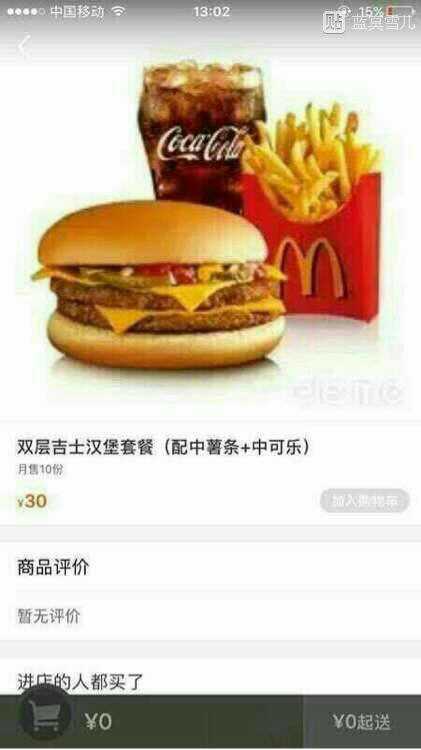 中国移动
13:02
15%
贴 蓝寞雪儿
Coca-Cola
双层吉士汉堡套餐（配中薯条+中可乐）
月售10份
¥30
加入购物车
商品评价
暂无评价
进店的人都买了
¥0
¥0起送